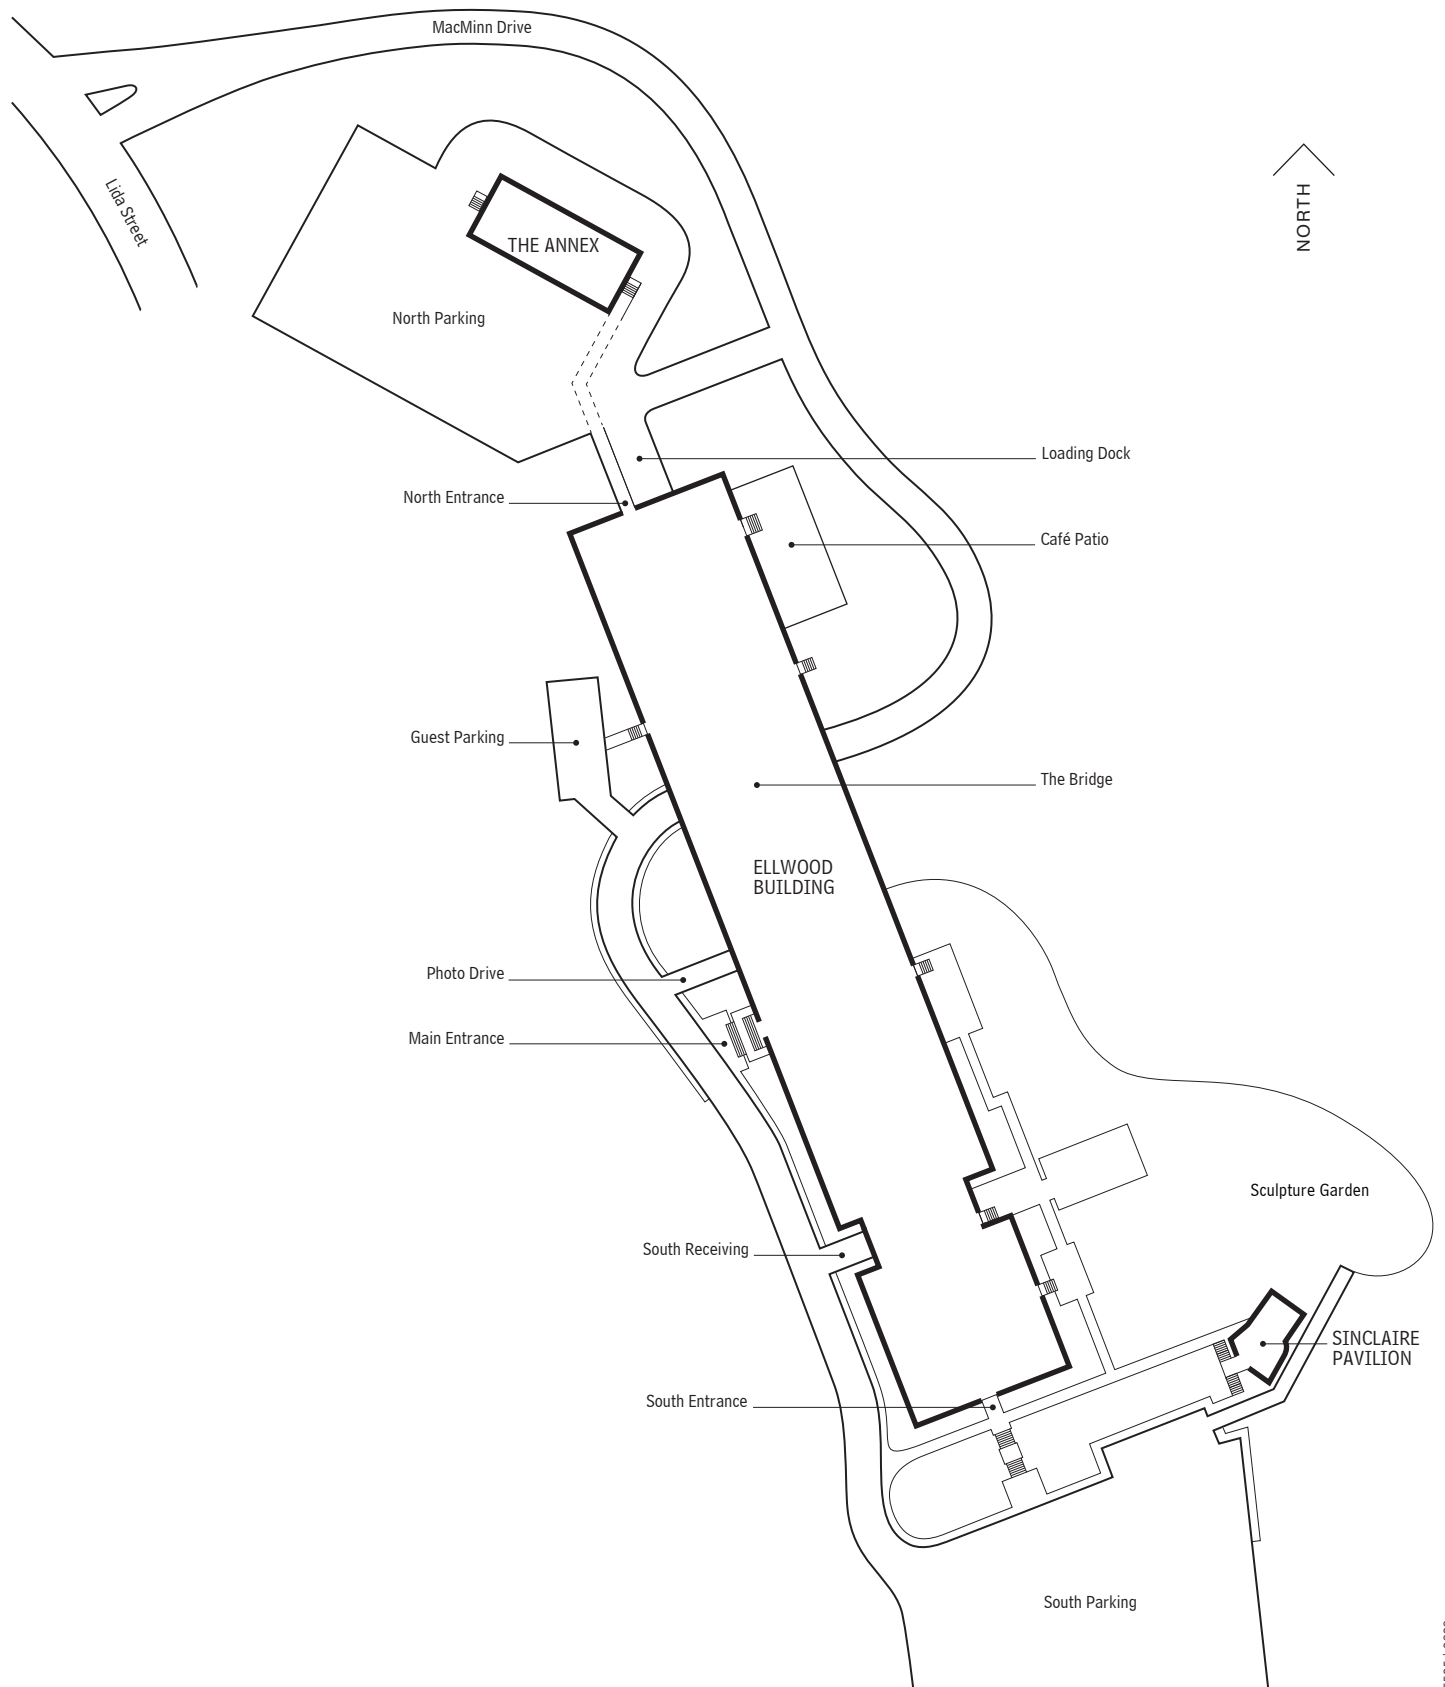 MacMinn Drive
Lida Street
NORTH
THE ANNEX
North Parking
Loading Dock
North Entrance
Café Patio
Guest Parking
The Bridge
ELLWOOD
BUILDING
Photo Drive
Main Entrance
Sculpture Garden
South Receiving
SINCLAIRE
PAVILION
South Entrance
South Parking